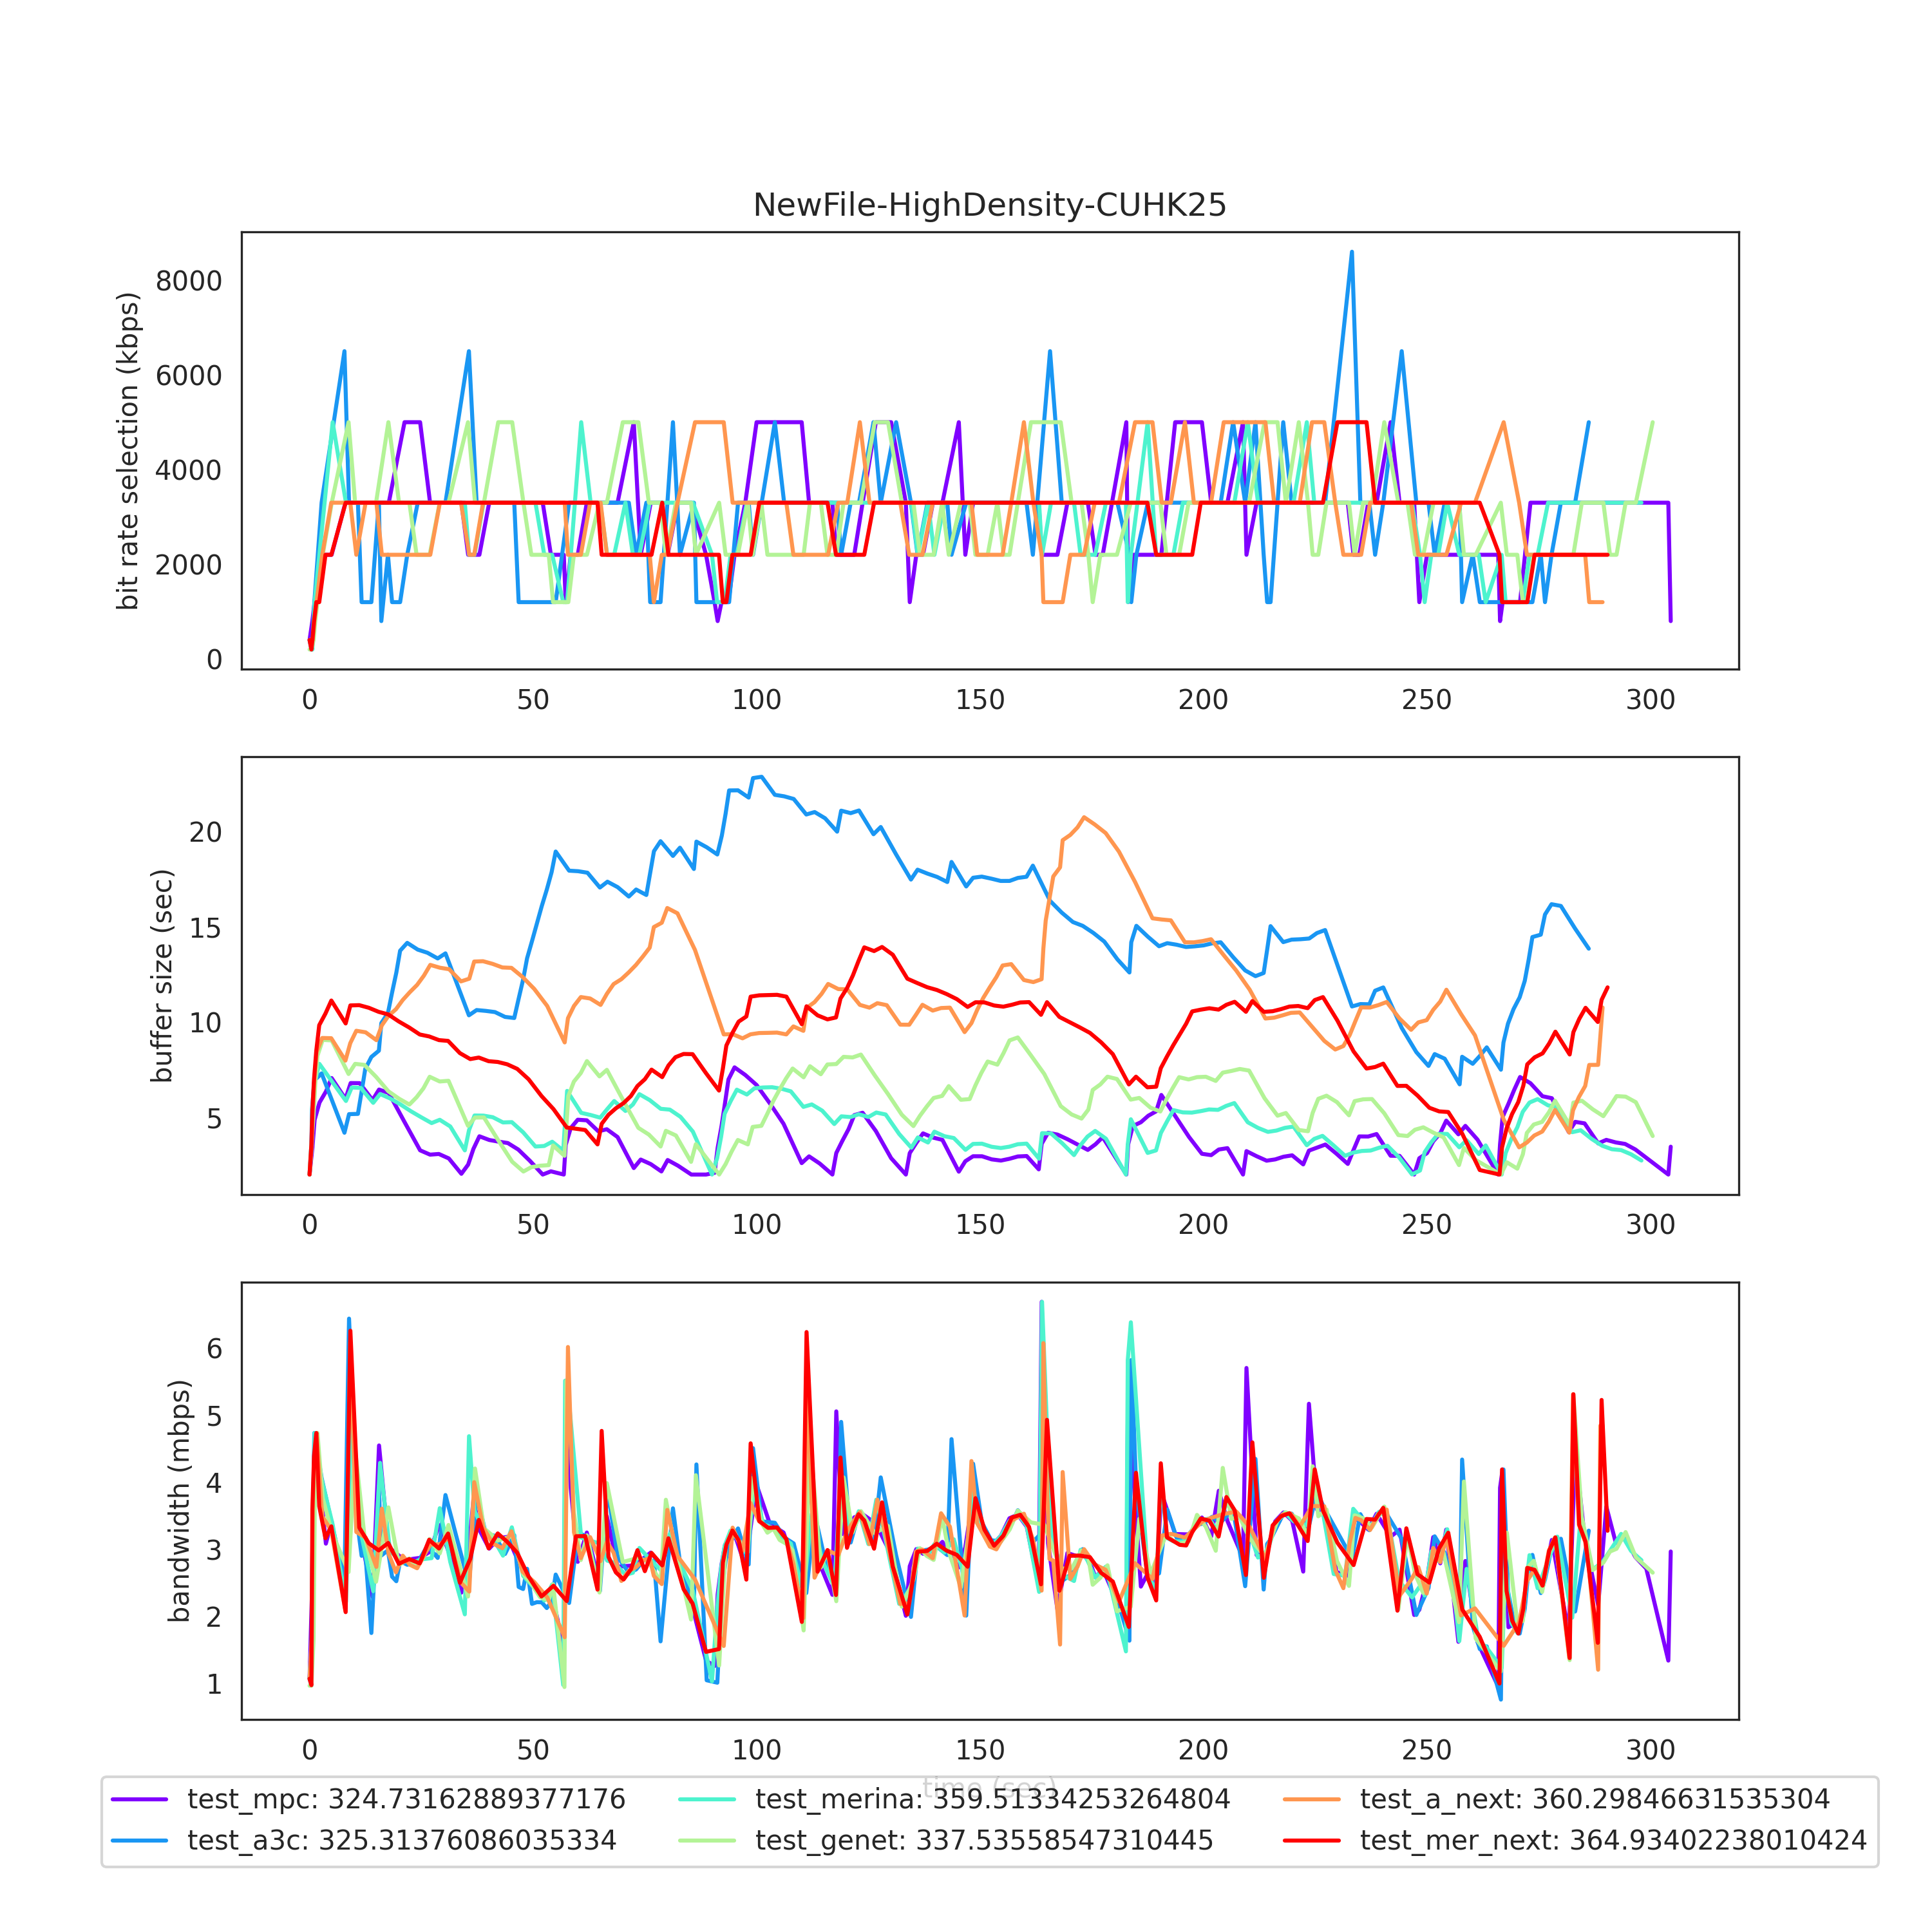 NewFile-HighDensity-CUHK25
bit rate selection (kbps)
8000
6000
4000
2000
0
0 50 100 150 200 250 300
buffer size (sec)
20
15
10
5
0 50 100 150 200 250 300
bandwidth (mbps)
6
5
4
3
2
1
0 50 100 150 200 250 300
time (sec)
test_mpc: 324.73162889377176 test_merina: 359.51334253264804 test_a_next: 360.29846631535304
test_a3c: 325.31376086035334 test_genet: 337.53558547310445 test_mer_next: 364.93402238010424